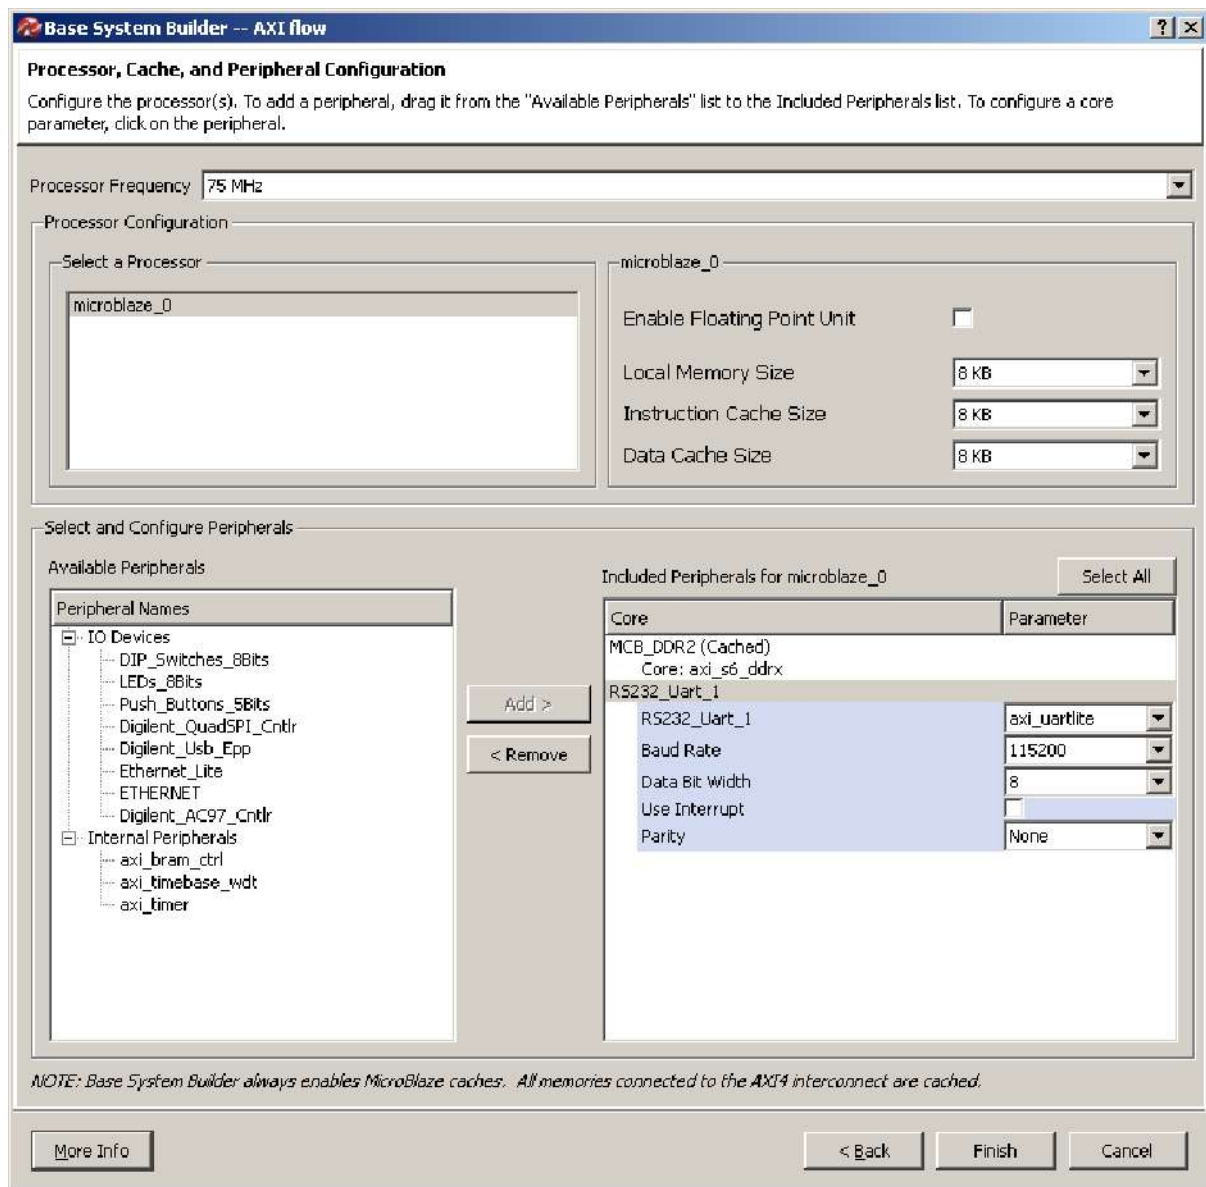 Base System Builder -- AXI flow
Processor, Cache, and Peripheral Configuration
Configure the processor(s). To add a peripheral, drag it from the "Available Peripherals" list to the Included Peripherals list. To configure a core
parameter, click on the peripheral.
Processor Frequency 75 MHz
Processor Configuration
Select a Processor
microblaze_0
microblaze_0
Enable Floating Point Unit
Local Memory Size 8 KB
Instruction Cache Size 8 KB
Data Cache Size 8 KB
Select and Configure Peripherals
Available Peripherals
Peripheral Names
IO Devices
DIP_Switches_8Bits
LEDs_8Bits
Push_Buttons_5Bits
Digilent_QuadSPI_Cntlr
Digilent_Usb_Epp
Ethernet_Lite
ETHERNET
Digilent_AC97_Cntlr
Internal Peripherals
axi_bram_ctrl
axi_timebase_wdt
axi_timer
Add >
< Remove
Included Peripherals for microblaze_0
Select All
Core Parameter
MCB_DDR2 (Cached)
Core: axi_s6_ddrx
RS232_Uart_1
RS232_Uart_1 axi_uartlite
Baud Rate 115200
Data Bit Width 8
Use Interrupt
Parity None
NOTE: Base System Builder always enables MicroBlaze caches. All memories connected to the AXI4 interconnect are cached.
More Info
< Back
Finish
Cancel